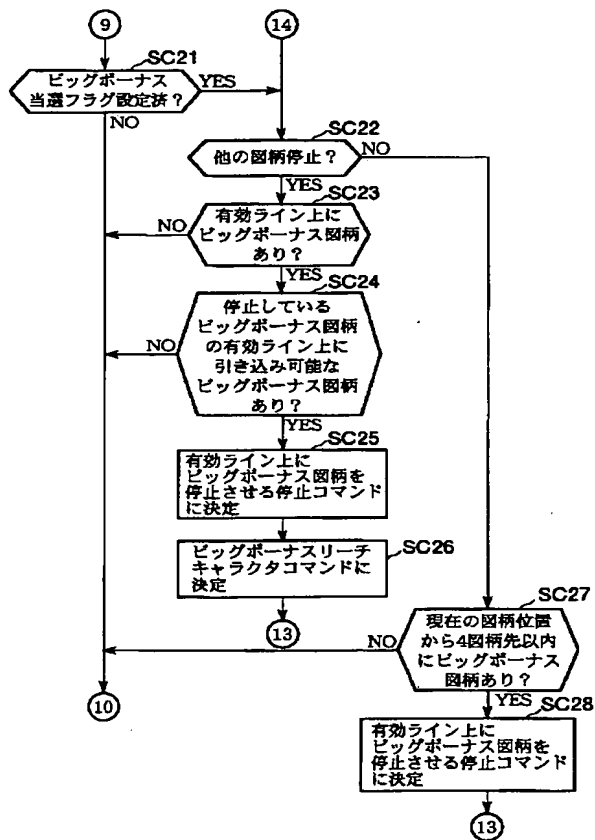 9
14
SC21
ビッグボーナス
当選フラグ設定済？
YES
NO
SC22
他の図柄停止？
NO
YES
SC23
有効ライン上に
ビッグボーナス図柄
あり？
NO
YES
SC24
停止している
ビッグボーナス図柄
の有効ライン上に
引き込み可能な
ビッグボーナス図柄
あり？
NO
YES
SC25
有効ライン上に
ビッグボーナス図柄を
停止させる停止コマンド
に決定
SC26
ビッグボーナスリーチ
キャラクタコマンドに
決定
13
SC27
現在の図柄位置
から4図柄先以内
にビッグボーナス
図柄あり？
NO
YES
10
SC28
有効ライン上に
ビッグボーナス図柄を
停止させる停止コマンド
に決定
13